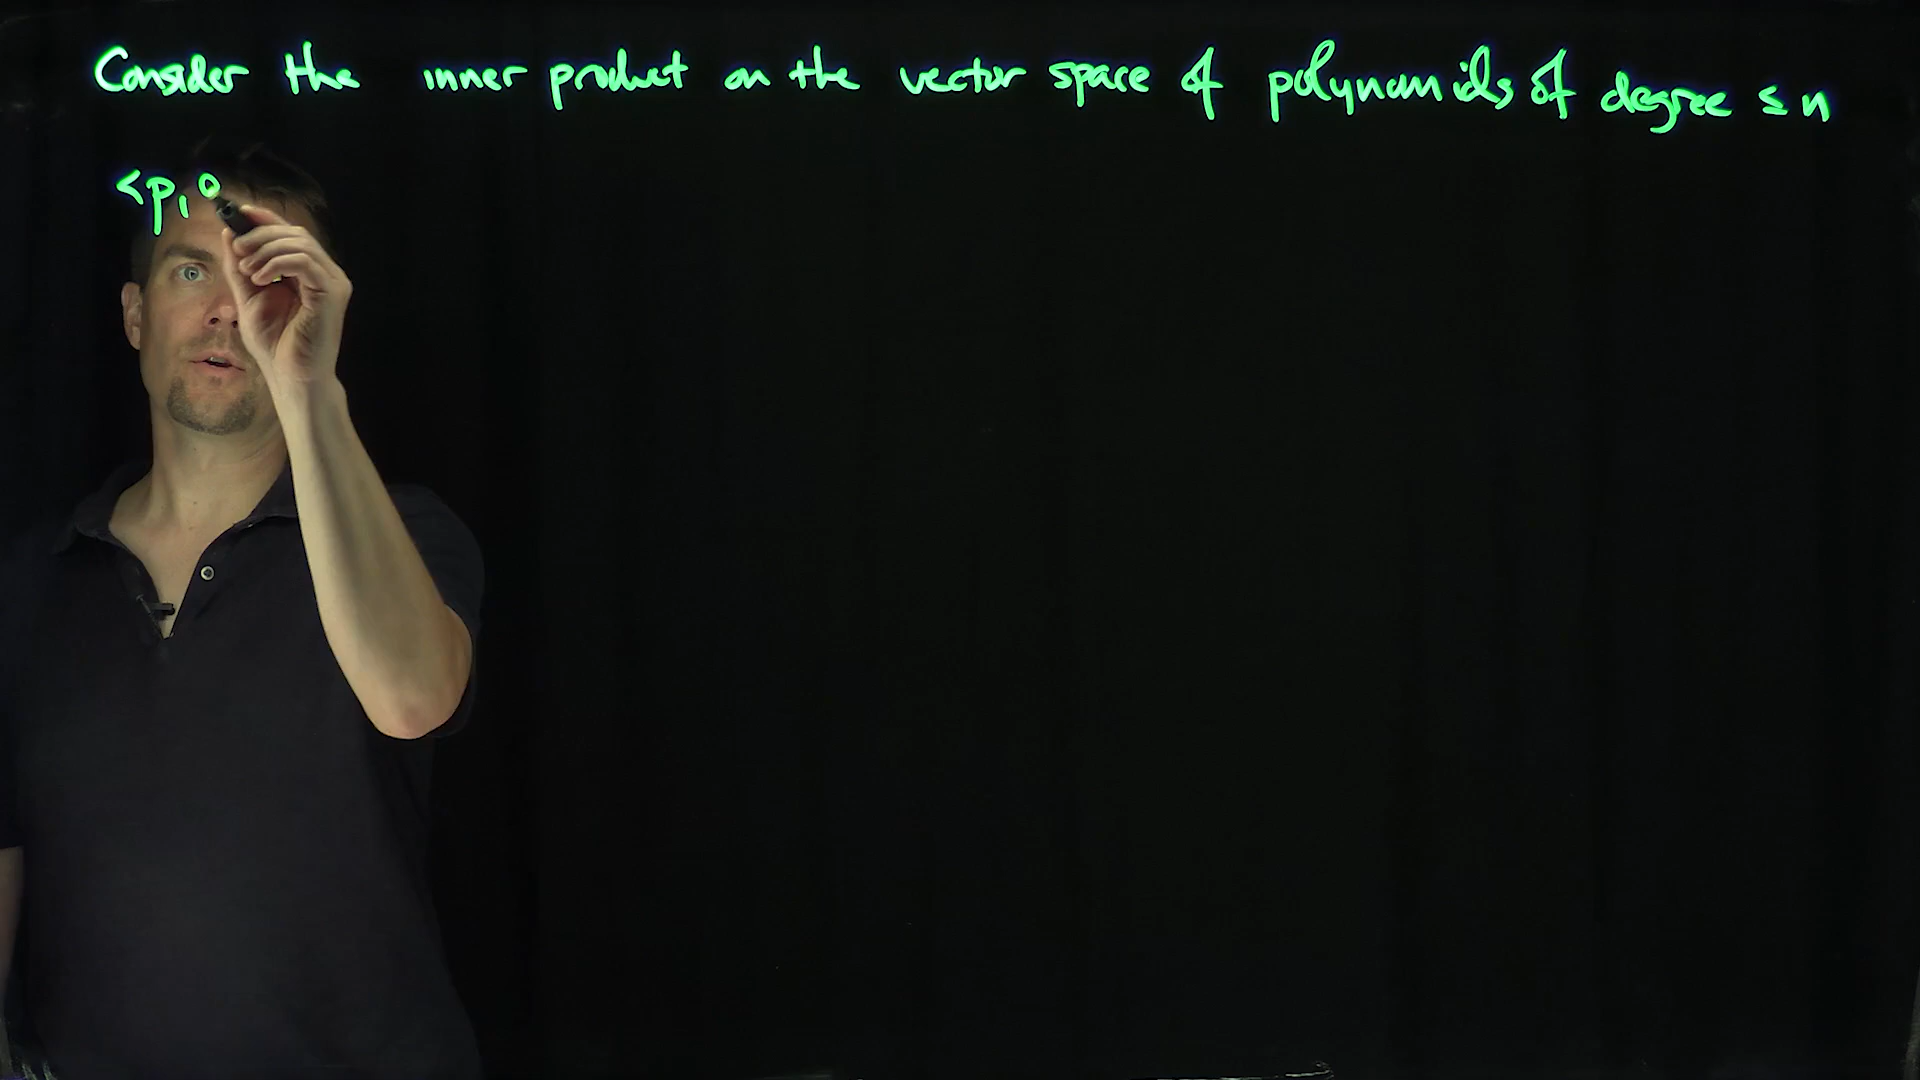 Consider the inner product on the vector space of polynomials of degree ≤ n
<p,